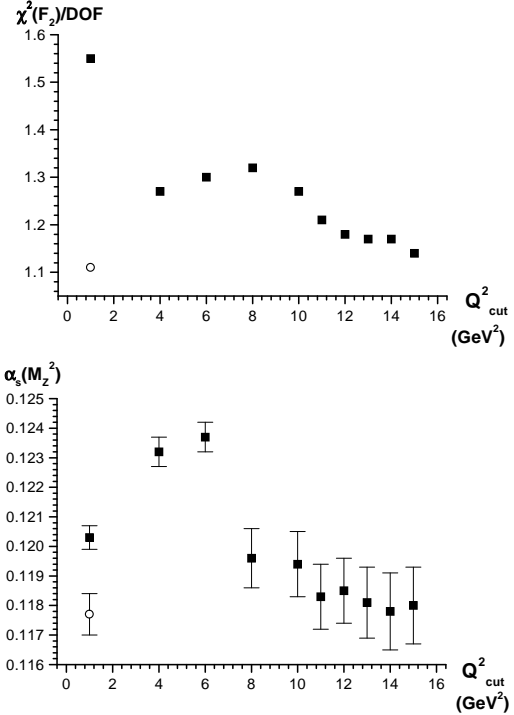 χ²(F₂)/DOF
1.6
1.5
1.4
1.3
1.2
1.1
0 2 4 6 8 10 12 14 16
Q²cut
(GeV²)
αs(MZ²)
0.125
0.124
0.123
0.122
0.121
0.120
0.119
0.118
0.117
0.116
0 2 4 6 8 10 12 14 16
Q²cut
(GeV²)